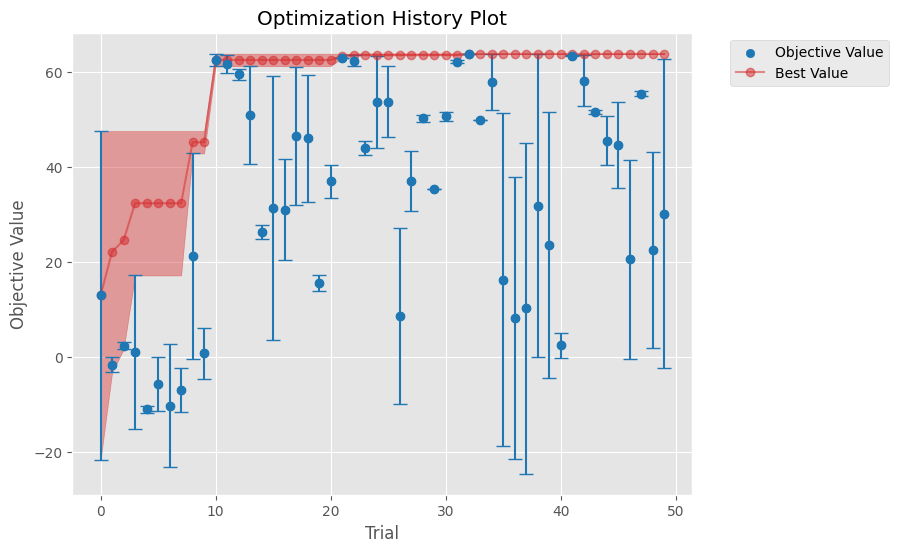 Optimization History Plot
Objective Value
Best Value
60
40
20
0
−20
Objective Value
0 10 20 30 40 50
Trial